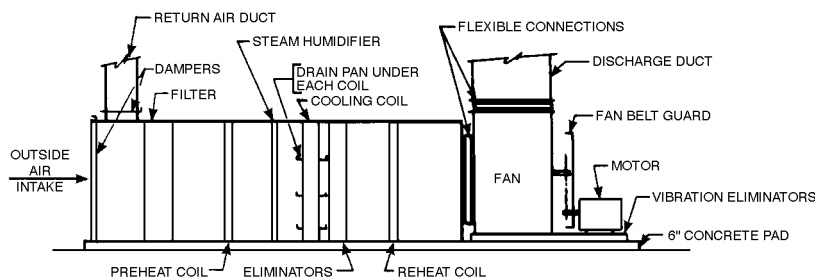 RETURN AIR DUCT
FLEXIBLE CONNECTIONS
STEAM HUMIDIFIER
DISCHARGE DUCT
DAMPERS
DRAIN PAN UNDER
EACH COIL
FILTER
COOLING COIL
FAN BELT GUARD
OUTSIDE
AIR
INTAKE
MOTOR
FAN
VIBRATION ELIMINATORS
6" CONCRETE PAD
PREHEAT COIL
ELIMINATORS
REHEAT COIL